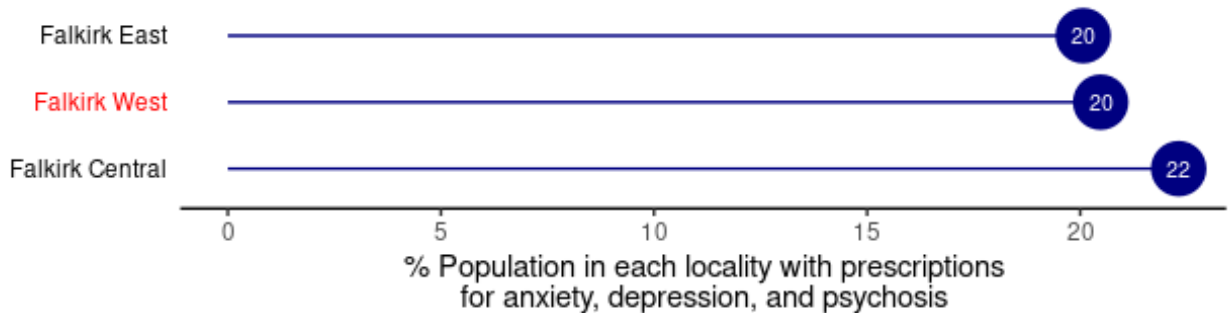 Falkirk East 20
Falkirk West 20
Falkirk Central 22
0 5 10 15 20
% Population in each locality with prescriptions
for anxiety, depression, and psychosis